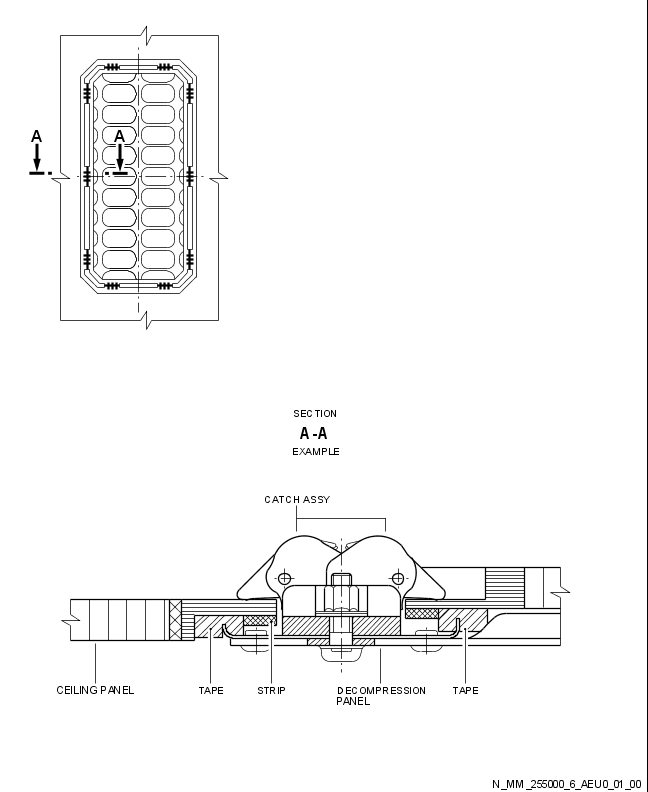 A
A
SECTION
A-A
EXAMPLE
CATCH ASSY
CEILING PANEL
TAPE
STRIP
DECOMPRESSION
PANEL
TAPE
N_MM_255000_6_AEU0_01_00